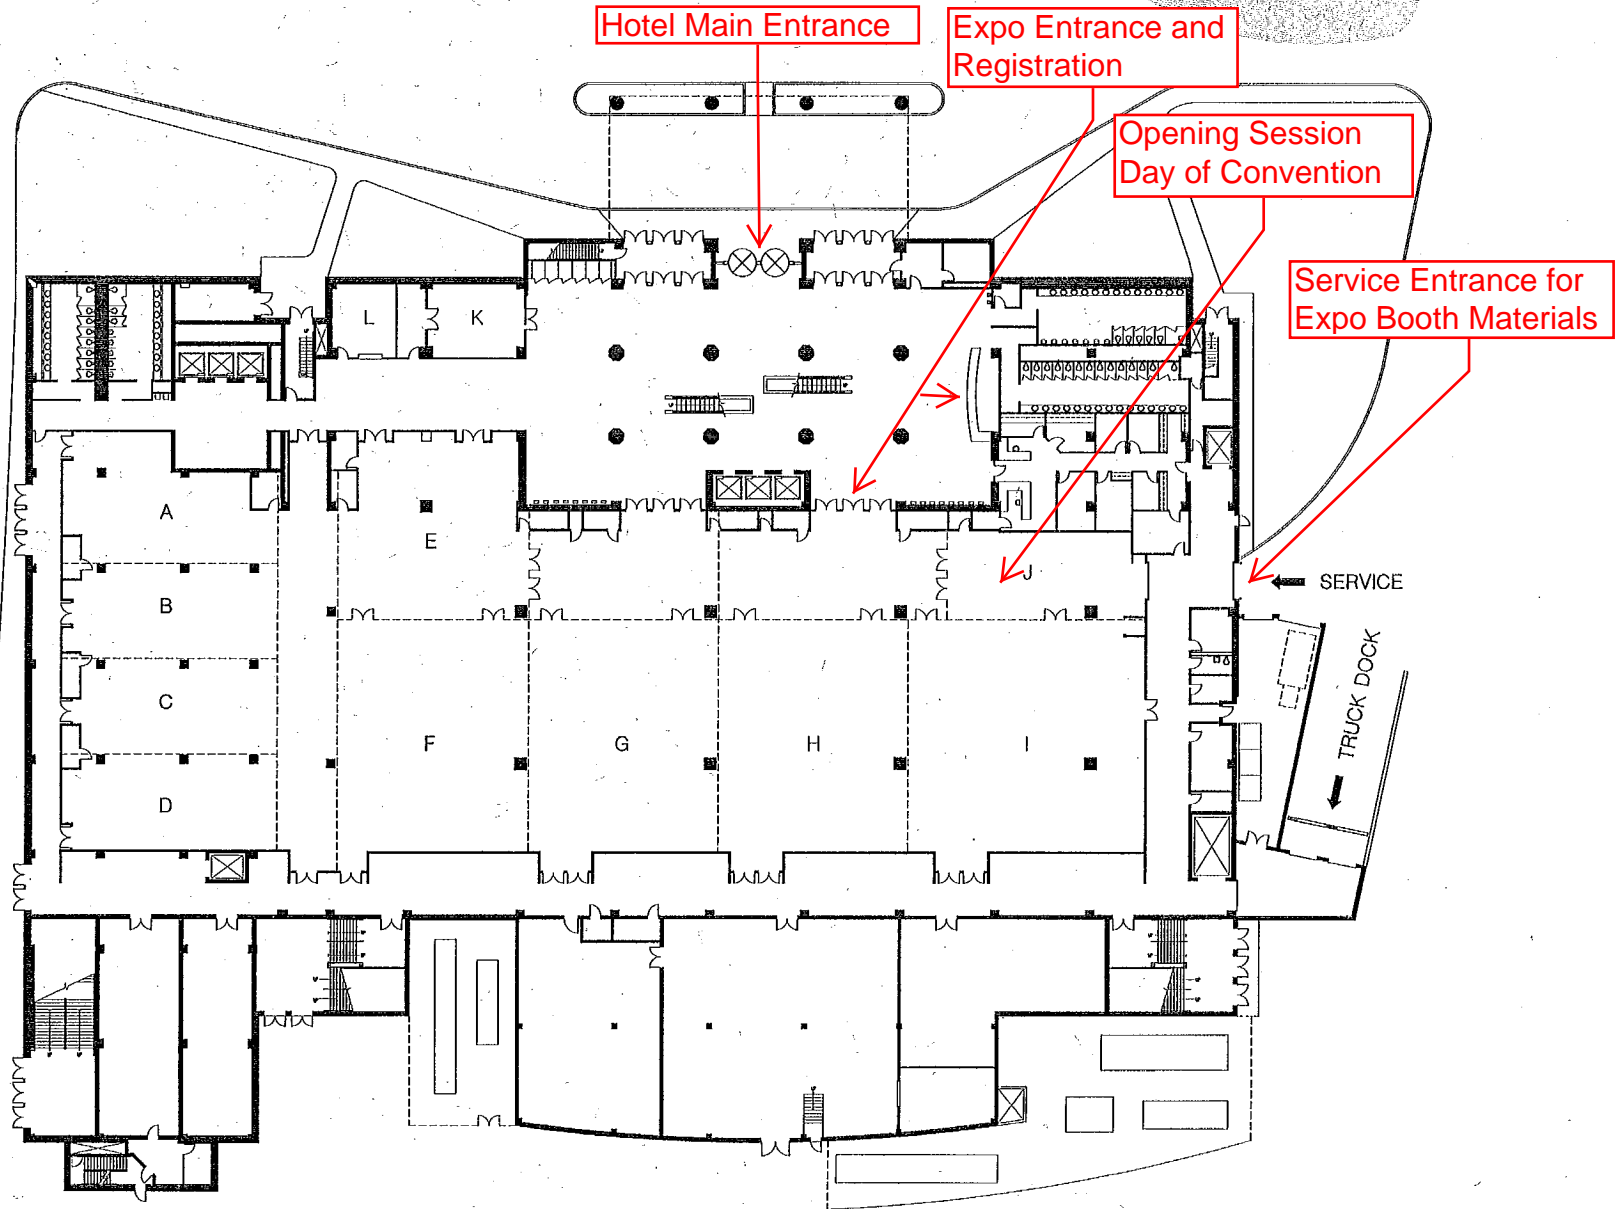 Hotel Main Entrance
Expo Entrance and
Registration
Opening Session
Day of Convention
Service Entrance for
Expo Booth Materials
L
K
A
E
J
SERVICE
B
TRUCK DOCK
C
F
G
H
I
D